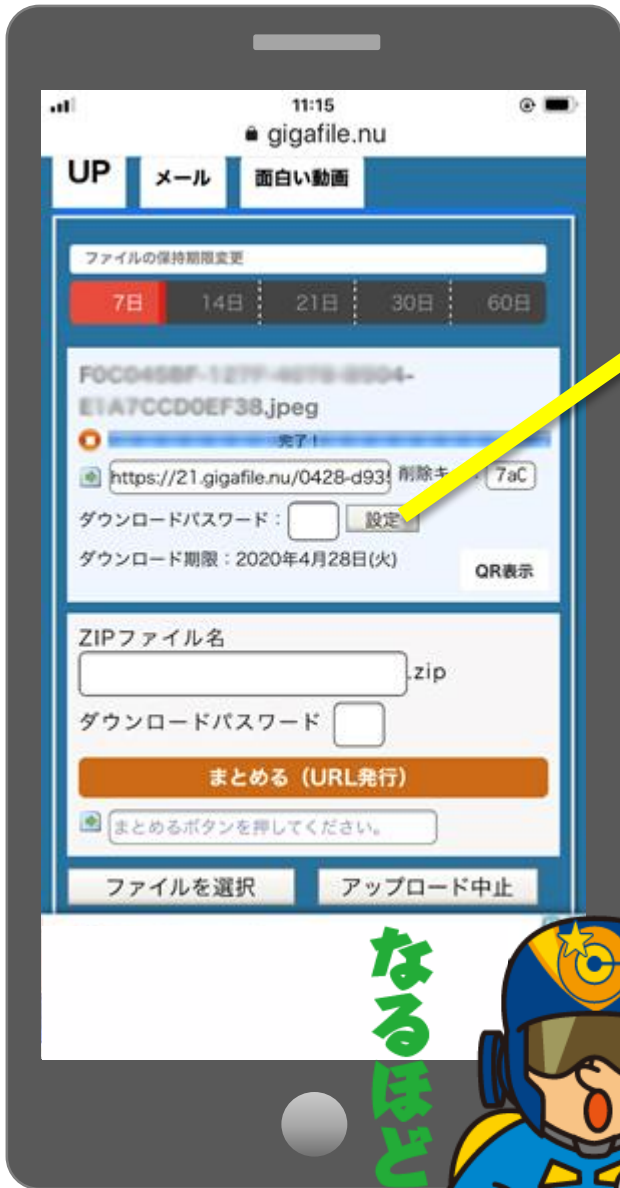 11:15
gigafile.nu
UP メール 面白い動画
ファイルの保持期限変更
7日 14日 21日 30日 60日
E1A7CCD0EF38.jpeg
完了！
https://21.gigafile.nu/0428-d935 削除キ : 7aC
ダウンロードパスワード： 設定
ダウンロード期限：2020年4月28日(火)
QR表示
ZIPファイル名
.zip
ダウンロードパスワード
まとめる（URL発行）
まとめるボタンを押してください。
ファイルを選択 アップロード中止
なるほど